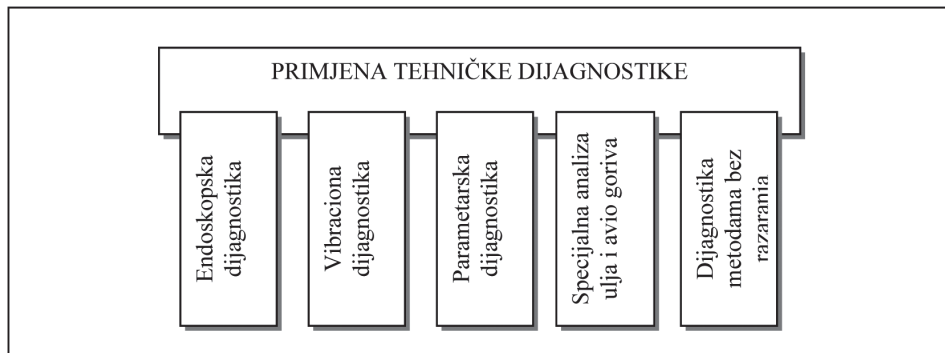 PRIMJENA TEHNIČKE DIJAGNOSTIKE
Endoskopska
dijagnostika
Vibraciona
dijagnostika
Parametarska
dijagnostika
Specijalna analiza
ulja i avio goriva
Dijagnostika
metodama bez
razaranja